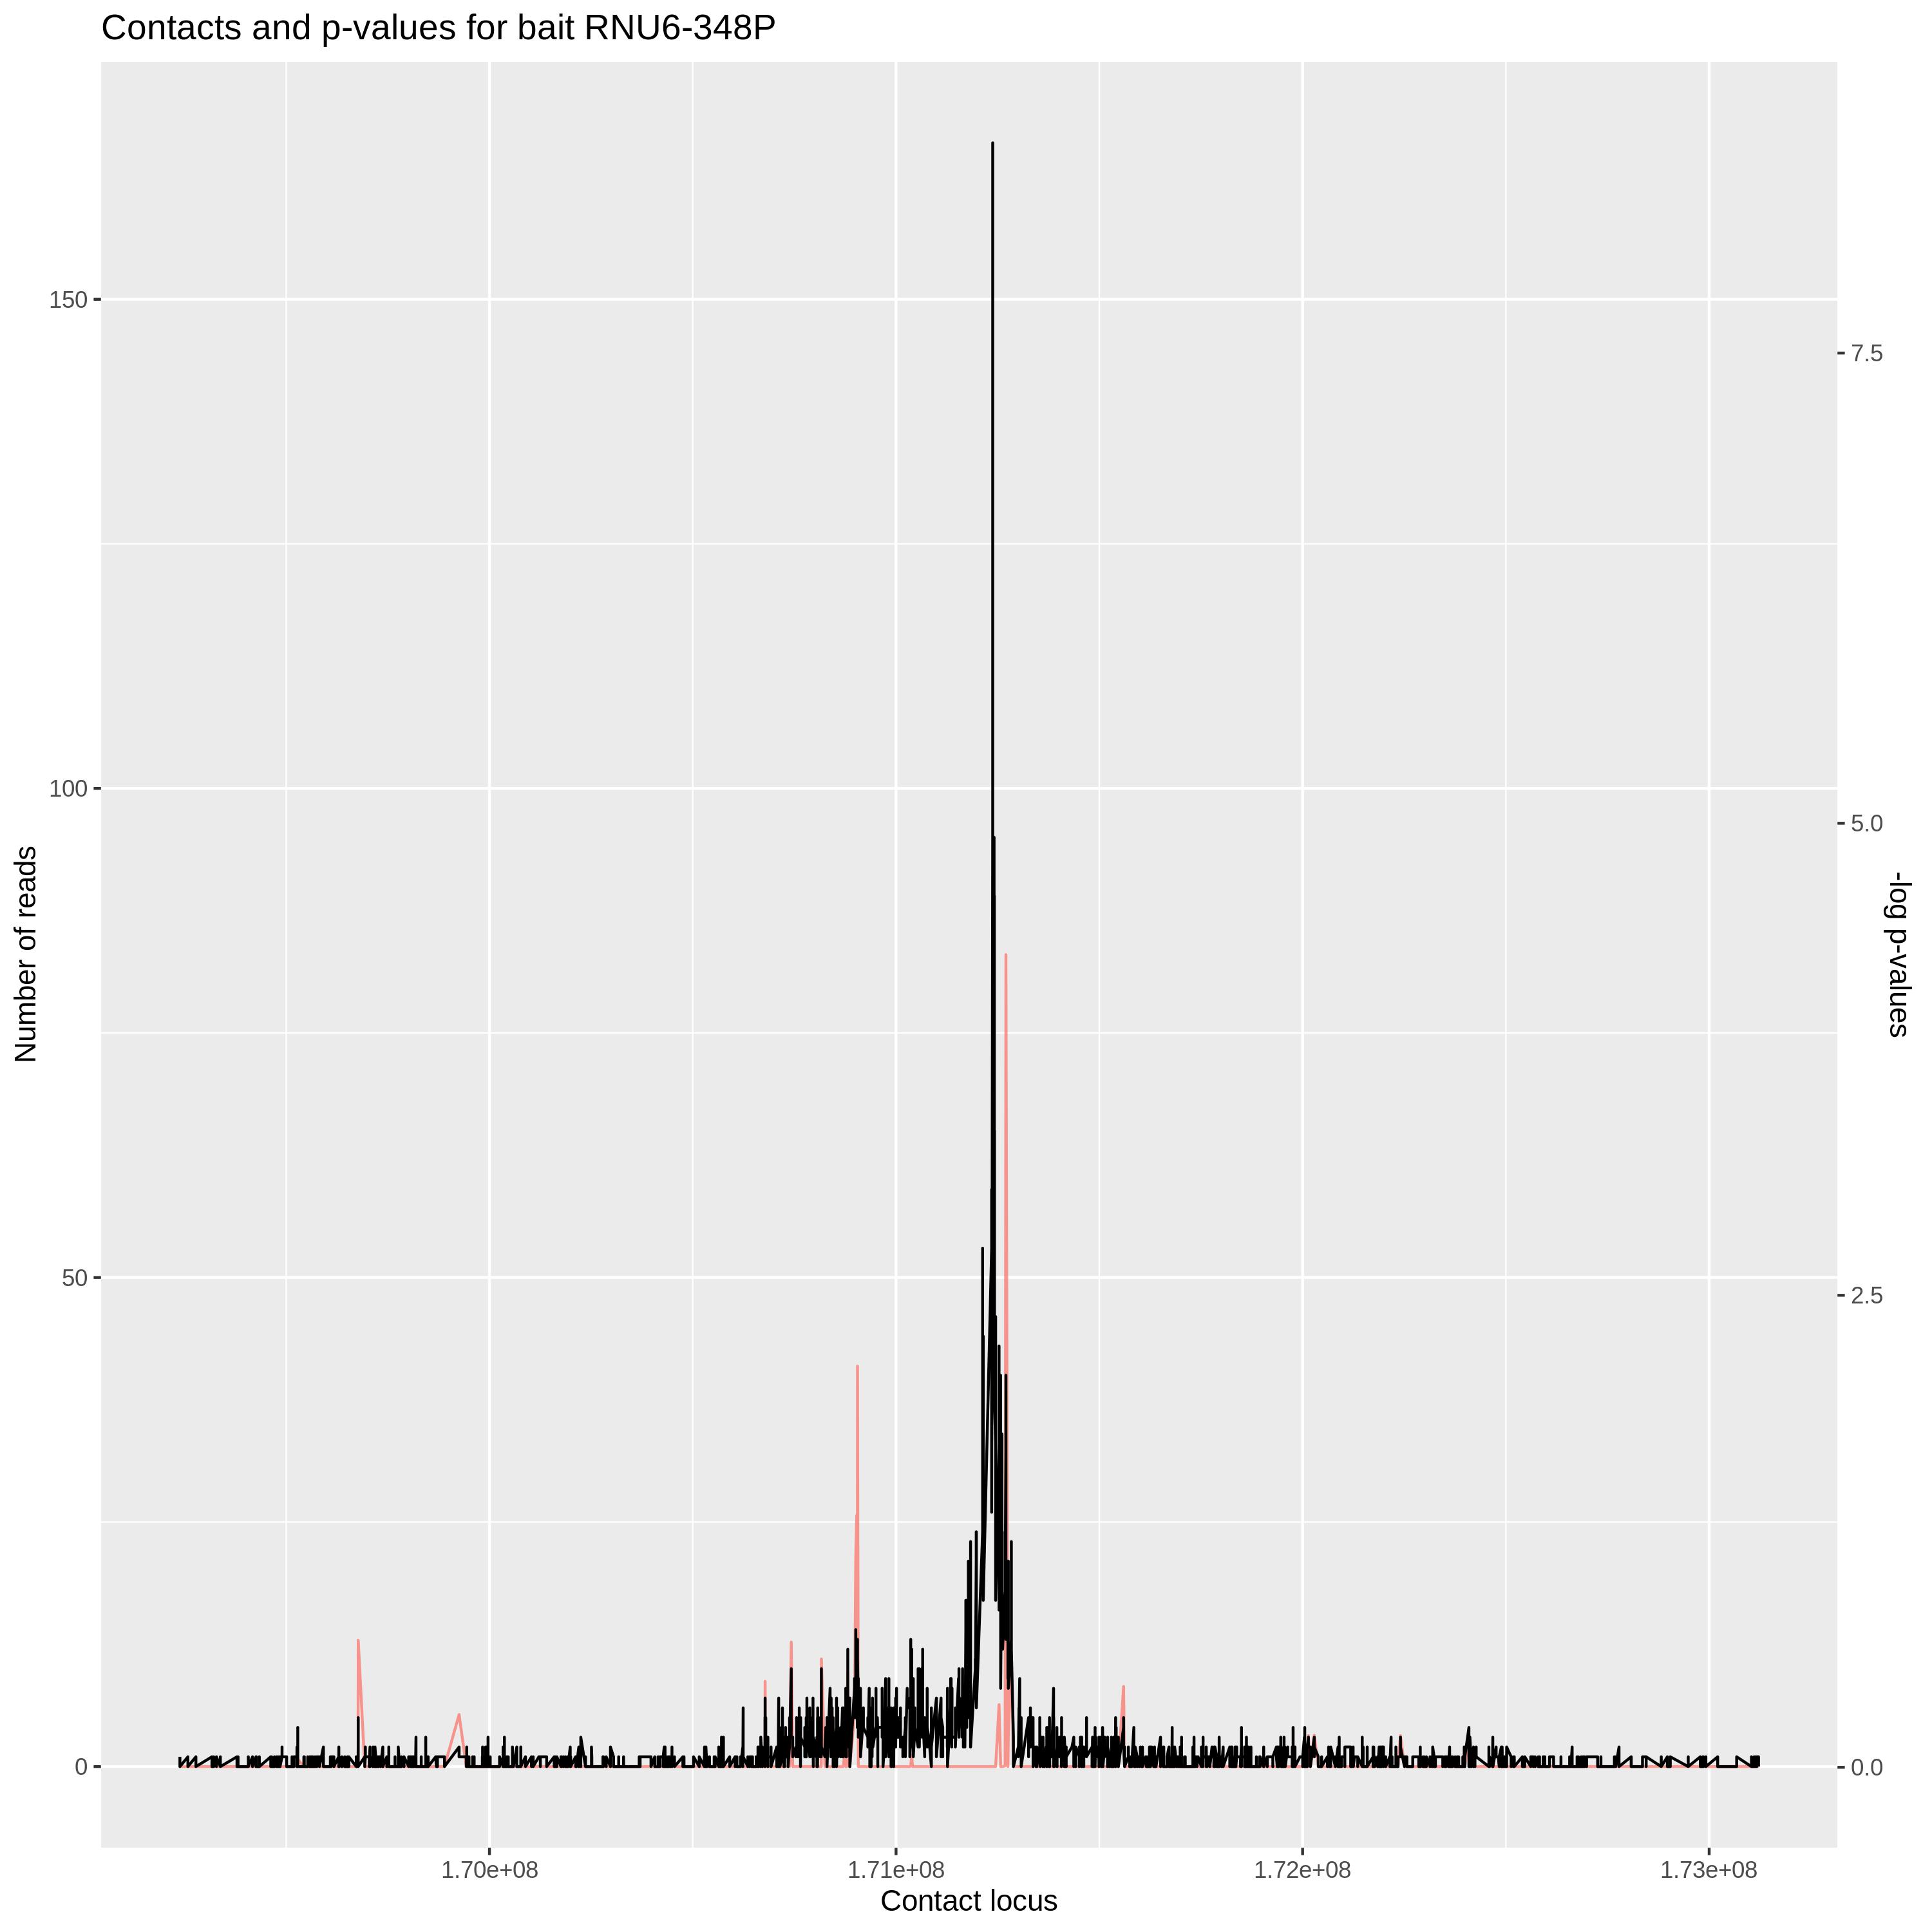 Contacts and p-values for bait RNU6-348P
150
100
50
0
7.5
5.0
2.5
0.0
Number of reads
-log p-values
1.70e+08
1.71e+08
1.72e+08
1.73e+08
Contact locus